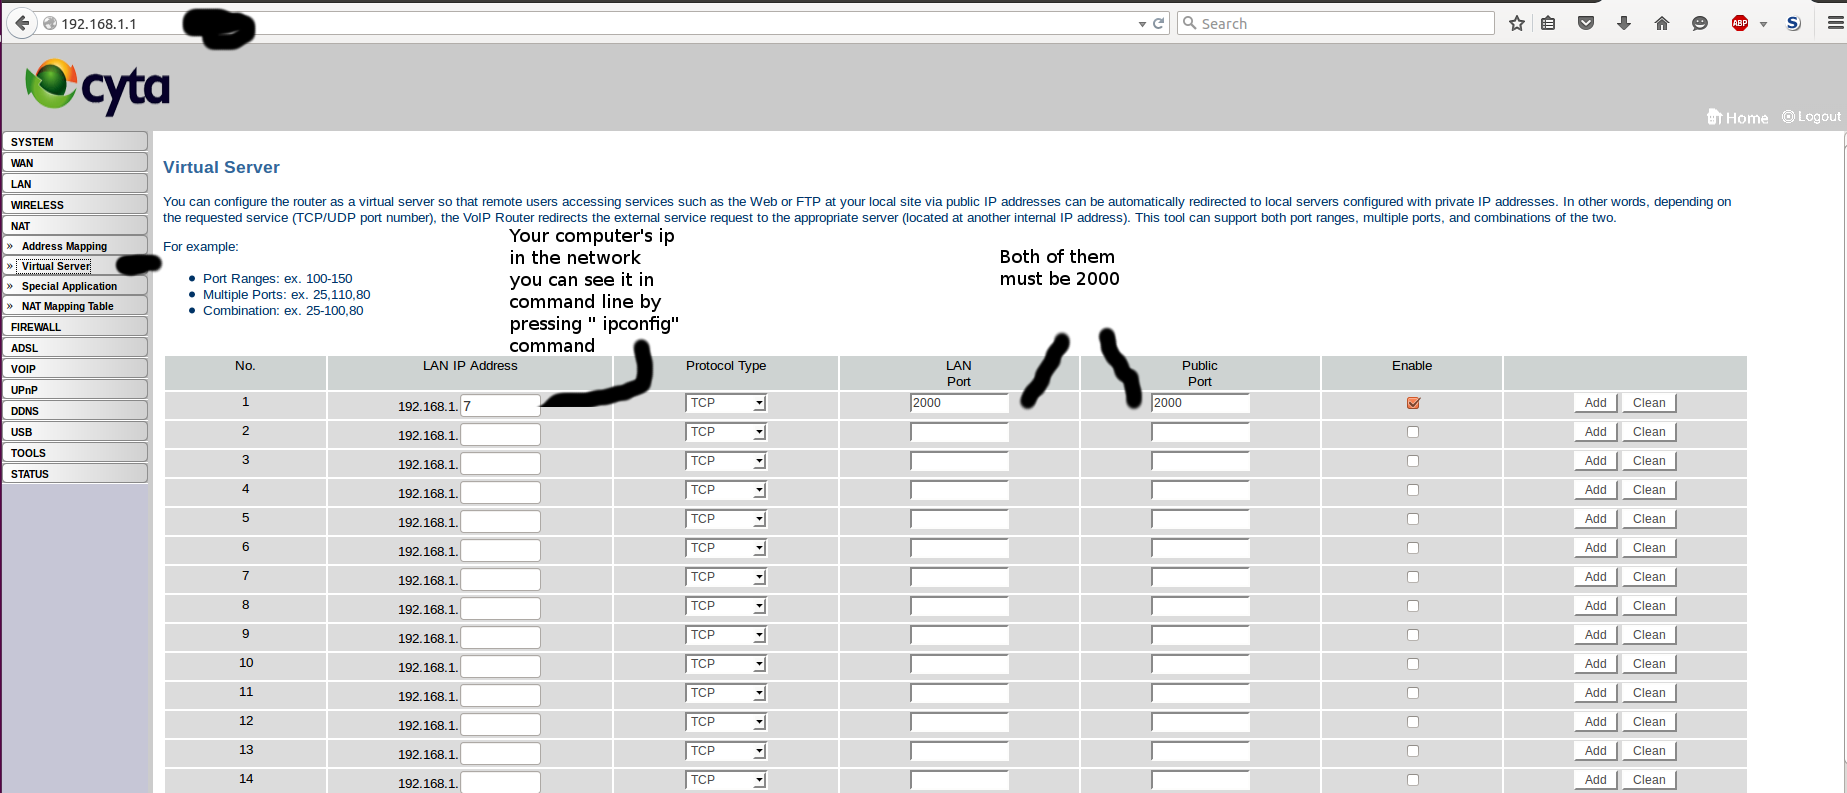 192.168.1.1
Search
ABP
S
cyta
Home Logout
SYSTEM
WAN
LAN
WIRELESS
NAT
» Address Mapping
» Virtual Server
» Special Application
» NAT Mapping Table
FIREWALL
ADSL
VOIP
UPnP
DDNS
USB
TOOLS
STATUS
Virtual Server
You can configure the router as a virtual server so that remote users accessing services such as the Web or FTP at your local site via public IP addresses can be automatically redirected to local servers configured with private IP addresses. In other words, depending on
the requested service (TCP/UDP port number), the VoIP Router redirects the external service request to the appropriate server (located at another internal IP address). This tool can support both port ranges, multiple ports, and combinations of the two.
For example:
• Port Ranges: ex. 100-150
• Multiple Ports: ex. 25,110,80
• Combination: ex. 25-100,80
Your computer's ip
in the network
you can see it in
command line by
pressing " ipconfig"
command
Both of them
must be 2000
No. LAN IP Address Protocol Type LAN Port Public Port Enable
1 192.168.1. 7 TCP 2000 2000 Add Clean
2 192.168.1. TCP Add Clean
3 192.168.1. TCP Add Clean
4 192.168.1. TCP Add Clean
5 192.168.1. TCP Add Clean
6 192.168.1. TCP Add Clean
7 192.168.1. TCP Add Clean
8 192.168.1. TCP Add Clean
9 192.168.1. TCP Add Clean
10 192.168.1. TCP Add Clean
11 192.168.1. TCP Add Clean
12 192.168.1. TCP Add Clean
13 192.168.1. TCP Add Clean
14 192.168.1. TCP Add Clean